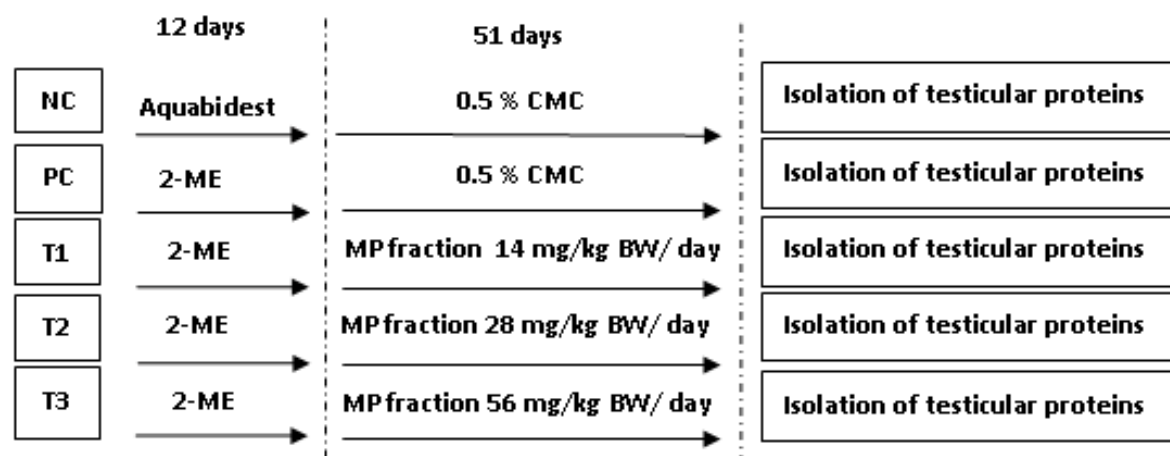 12 days
51 days
NC
Aquabidest
0.5 % CMC
Isolation of testicular proteins
PC
2-ME
0.5 % CMC
Isolation of testicular proteins
T1
2-ME
MP fraction 14 mg/kg BW/ day
Isolation of testicular proteins
T2
2-ME
MP fraction 28 mg/kg BW/ day
Isolation of testicular proteins
T3
2-ME
MP fraction 56 mg/kg BW/ day
Isolation of testicular proteins